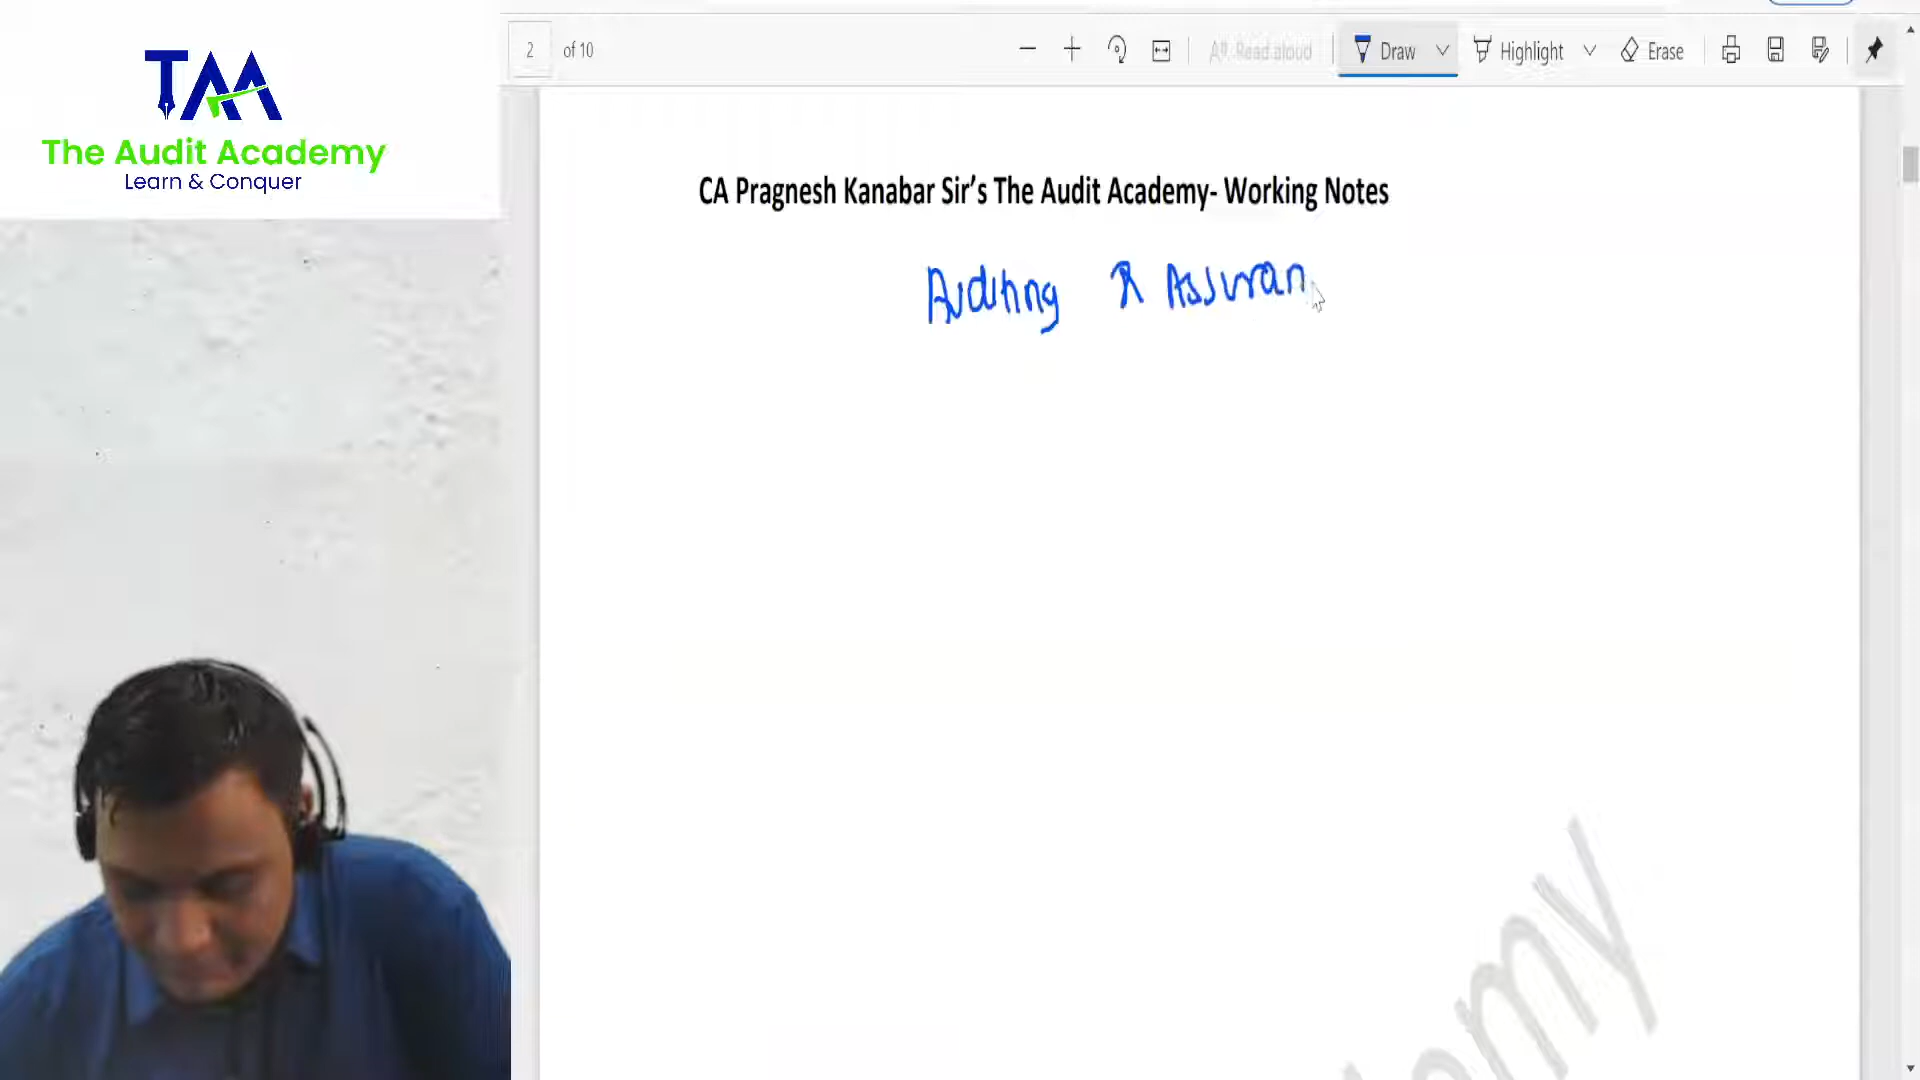 TAA
The Audit Academy
Learn & Conquer
2 of 10
Read aloud Draw Highlight Erase
CA Pragnesh Kanabar Sir’s The Audit Academy- Working Notes
Auditing & Assuran
emy